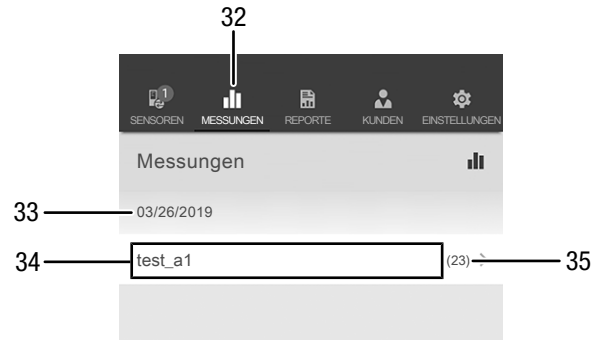 32
1
SENSOREN MESSUNGEN REPORTE KUNDEN EINSTELLUNGEN
Messungen
33 03/26/2019
34 test_a1 (23) 35